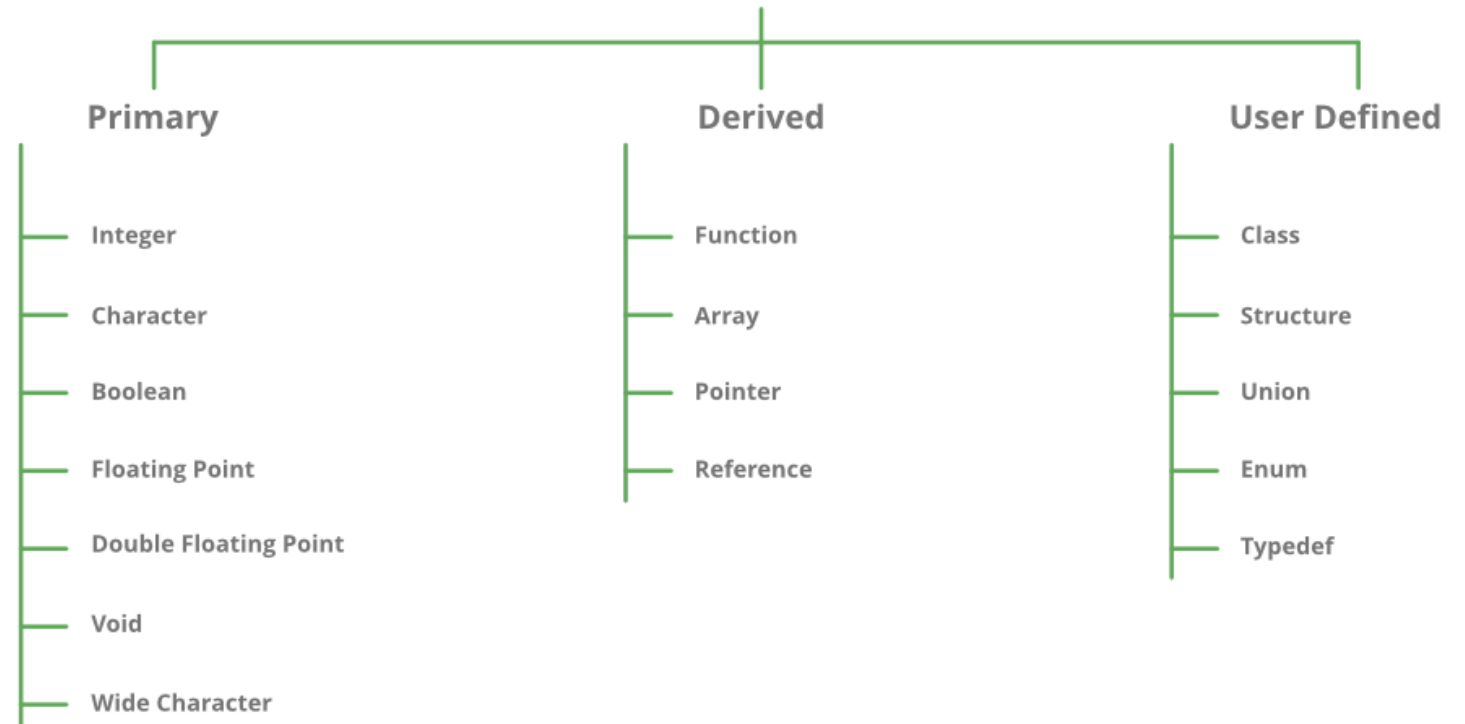 Primary
Integer
Character
Boolean
Floating Point
Double Floating Point
Void
Wide Character
Derived
Function
Array
Pointer
Reference
User Defined
Class
Structure
Union
Enum
Typedef